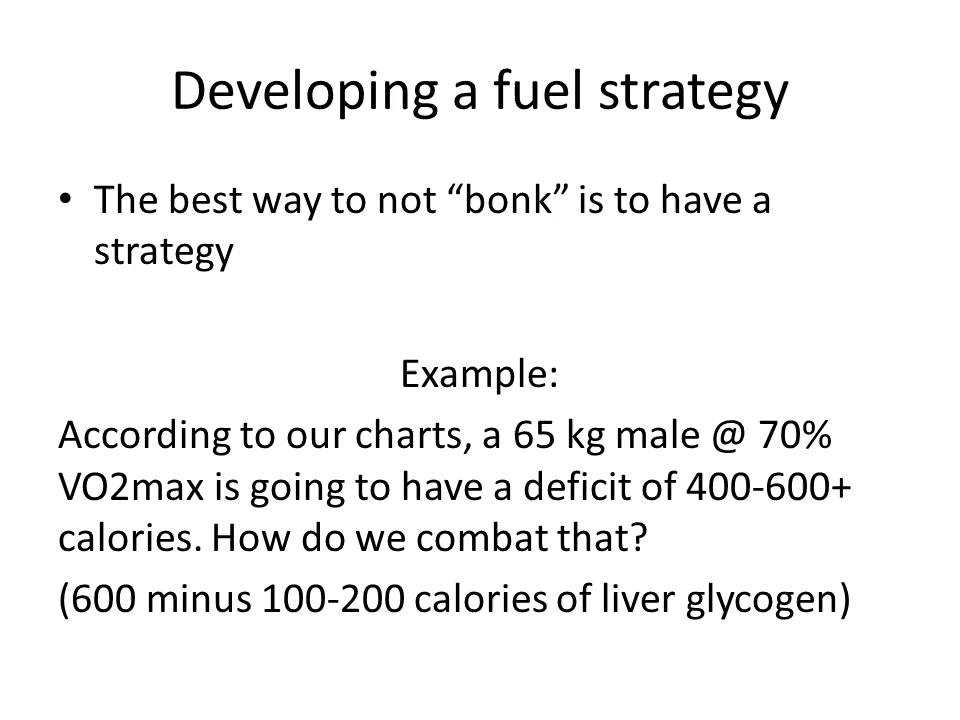 Developing a fuel strategy
• The best way to not “bonk” is to have a
strategy
Example:
According to our charts, a 65 kg male @ 70%
VO2max is going to have a deficit of 400-600+
calories. How do we combat that?
(600 minus 100-200 calories of liver glycogen)